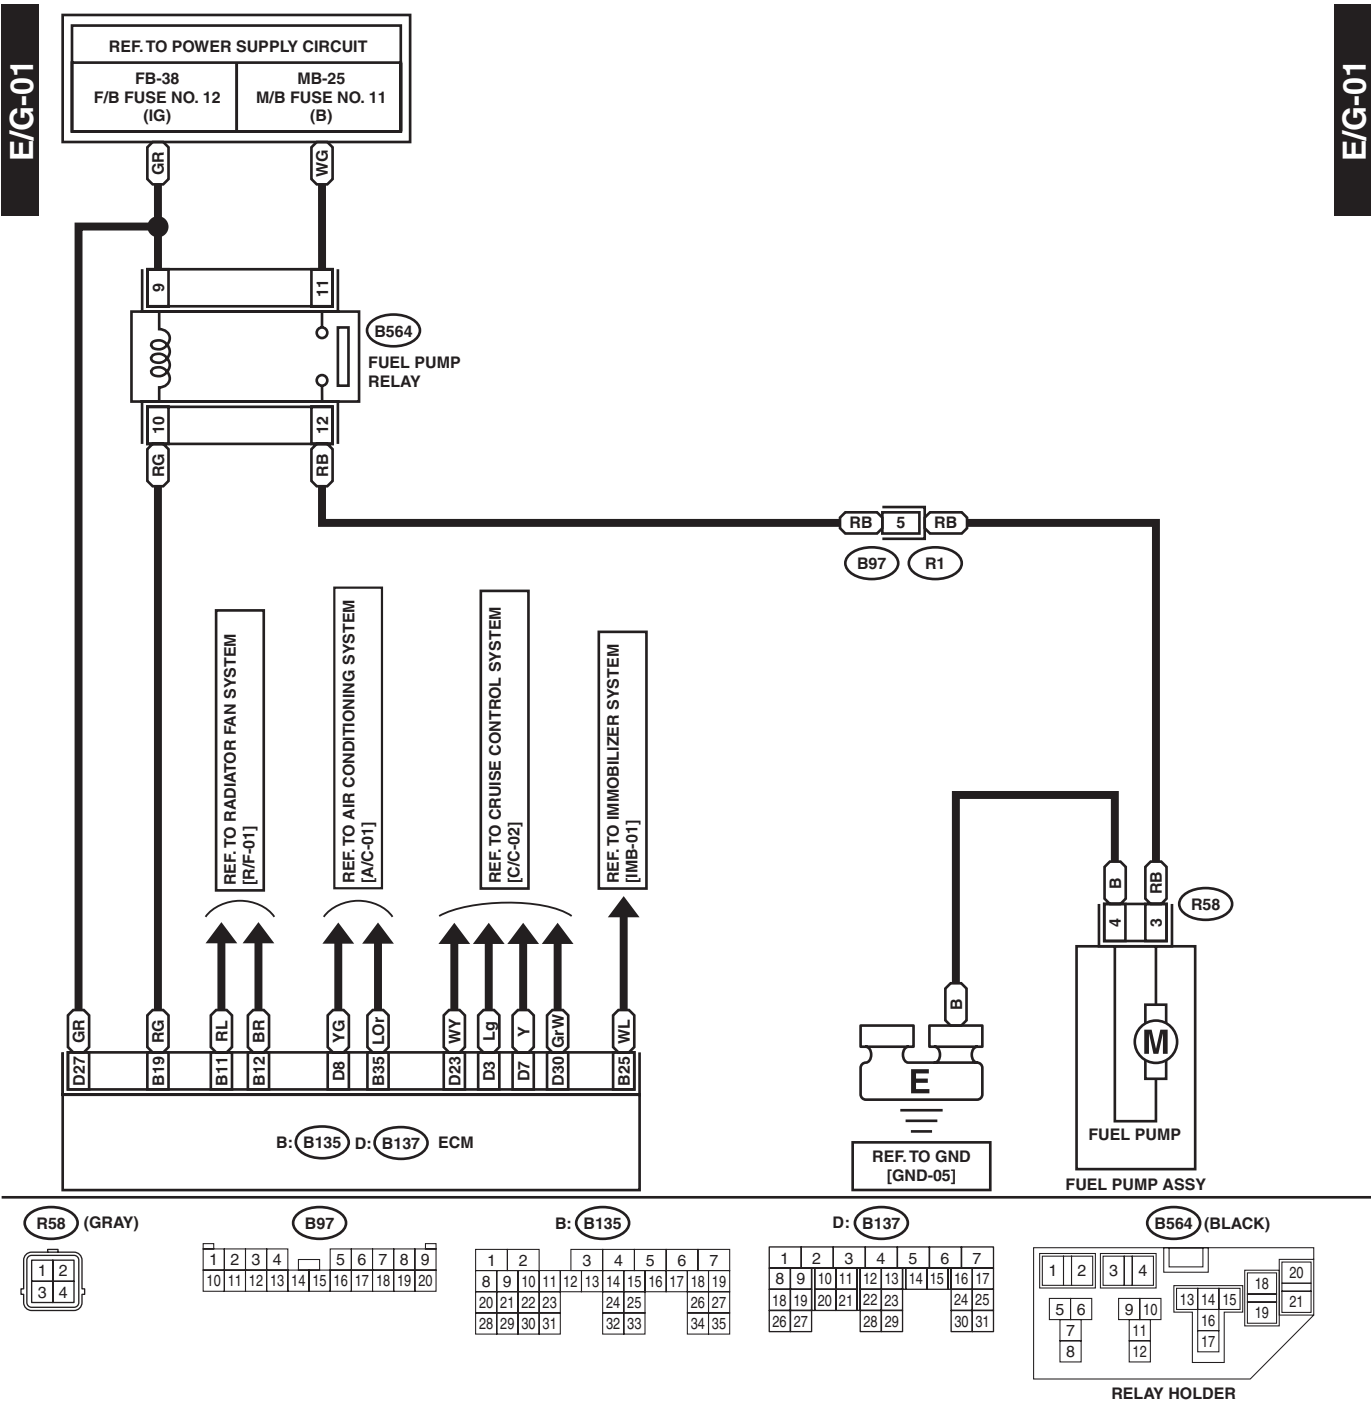 E/G-01
E/G-01
REF. TO POWER SUPPLY CIRCUIT
FB-38
F/B FUSE NO. 12
(IG)
MB-25
M/B FUSE NO. 11
(B)
GR
WG
9
11
B564
FUEL PUMP
RELAY
10
12
RG
RB
RB 5 RB
B97 R1
REF. TO RADIATOR FAN SYSTEM
[R/F-01]
REF. TO AIR CONDITIONING SYSTEM
[A/C-01]
REF. TO CRUISE CONTROL SYSTEM
[C/C-02]
REF. TO IMMOBILIZER SYSTEM
[IMB-01]
B RB
4 3
R58
B
M
E
GR RG RL BR YG LOr WY Lg Y GrW WL
D27 B19 B11 B12 D8 B35 D23 D3 D7 D30 B25
B: B135 D: B137 ECM
FUEL PUMP
REF. TO GND
[GND-05]
FUEL PUMP ASSY
R58 (GRAY)
1 2
3 4
B97
1 2 3 4 5 6 7 8 9
10 11 12 13 14 15 16 17 18 19 20
B: B135
1 2 3 4 5 6 7
8 9 10 11 12 13 14 15 16 17 18 19
20 21 22 23 24 25 26 27
28 29 30 31 32 33 34 35
D: B137
1 2 3 4 5 6 7
8 9 10 11 12 13 14 15 16 17
18 19 20 21 22 23 24 25
26 27 28 29 30 31
B564 (BLACK)
1 2 3 4
5 6
7
8
9 10
11
12
13 14 15
16
17
18
19
20
21
RELAY HOLDER